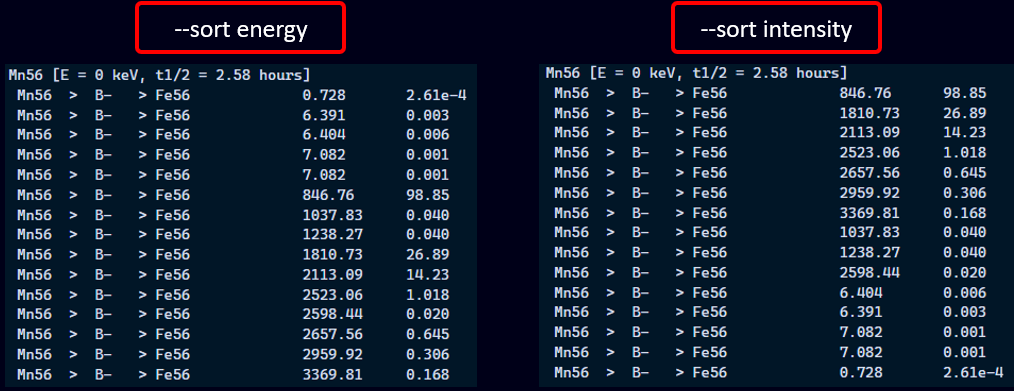 --sort energy
Mn56 [E = 0 keV, t1/2 = 2.58 hours]
Mn56 > B- > Fe56 0.728 2.61e-4
Mn56 > B- > Fe56 6.391 0.003
Mn56 > B- > Fe56 6.404 0.006
Mn56 > B- > Fe56 7.082 0.001
Mn56 > B- > Fe56 7.082 0.001
Mn56 > B- > Fe56 846.76 98.85
Mn56 > B- > Fe56 1037.83 0.040
Mn56 > B- > Fe56 1238.27 0.040
Mn56 > B- > Fe56 1810.73 26.89
Mn56 > B- > Fe56 2113.09 14.23
Mn56 > B- > Fe56 2523.06 1.018
Mn56 > B- > Fe56 2598.44 0.020
Mn56 > B- > Fe56 2657.56 0.645
Mn56 > B- > Fe56 2959.92 0.306
Mn56 > B- > Fe56 3369.81 0.168
--sort intensity
Mn56 [E = 0 keV, t1/2 = 2.58 hours]
Mn56 > B- > Fe56 846.76 98.85
Mn56 > B- > Fe56 1810.73 26.89
Mn56 > B- > Fe56 2113.09 14.23
Mn56 > B- > Fe56 2523.06 1.018
Mn56 > B- > Fe56 2657.56 0.645
Mn56 > B- > Fe56 2959.92 0.306
Mn56 > B- > Fe56 3369.81 0.168
Mn56 > B- > Fe56 1037.83 0.040
Mn56 > B- > Fe56 1238.27 0.040
Mn56 > B- > Fe56 2598.44 0.020
Mn56 > B- > Fe56 6.404 0.006
Mn56 > B- > Fe56 6.391 0.003
Mn56 > B- > Fe56 7.082 0.001
Mn56 > B- > Fe56 7.082 0.001
Mn56 > B- > Fe56 0.728 2.61e-4